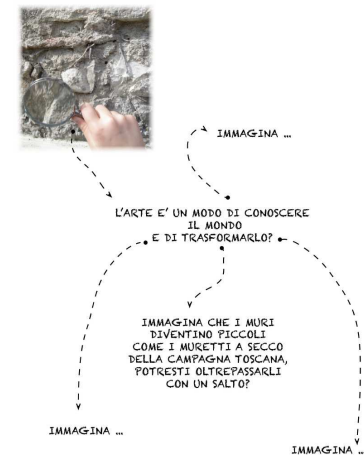 IMMAGINA ...
L'ARTE E' UN MODO DI CONOSCERE
IL MONDO
E DI TRASFORMARLO?
IMMAGINA CHE I MURI
DIVENTINO PICCOLI
COME I MURETTI A SECCO
DELLA CAMPAGNA TOSCANA,
POTRESTI OLTREPASSARLI
CON UN SALTO?
IMMAGINA ...
IMMAGINA ..